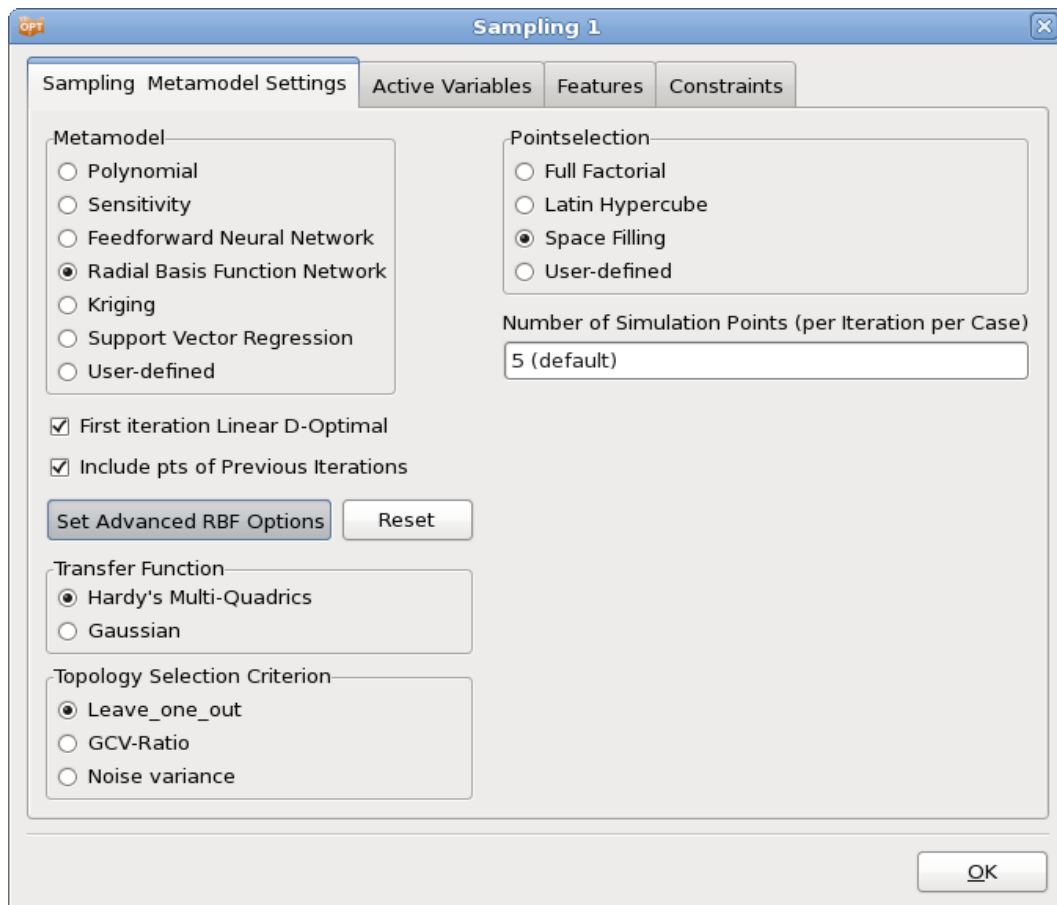 OPT
Sampling 1
Sampling Metamodel Settings
Active Variables
Features
Constraints
Metamodel
Polynomial
Sensitivity
Feedforward Neural Network
Radial Basis Function Network
Kriging
Support Vector Regression
User-defined
Pointselection
Full Factorial
Latin Hypercube
Space Filling
User-defined
Number of Simulation Points (per Iteration per Case)
5 (default)
First iteration Linear D-Optimal
Include pts of Previous Iterations
Set Advanced RBF Options
Reset
Transfer Function
Hardy's Multi-Quadrics
Gaussian
Topology Selection Criterion
Leave_one_out
GCV-Ratio
Noise variance
OK